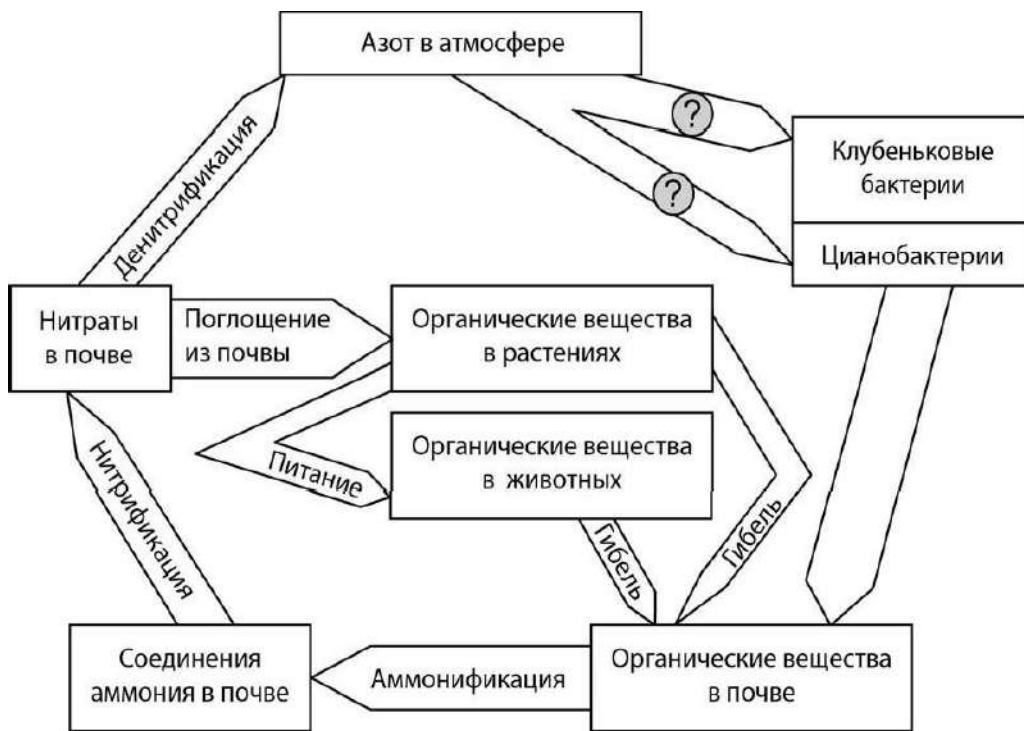 Азот в атмосфере
?
?
Клубеньковые
бактерии
Цианобактерии
Денитрификация
Нитраты
в почве
Поглощение
из почвы
Органические вещества
в растениях
Питание
Органические вещества
в животных
Гибель
Гибель
Нитрификация
Соединения
аммония в почве
Аммонификация
Органические вещества
в почве